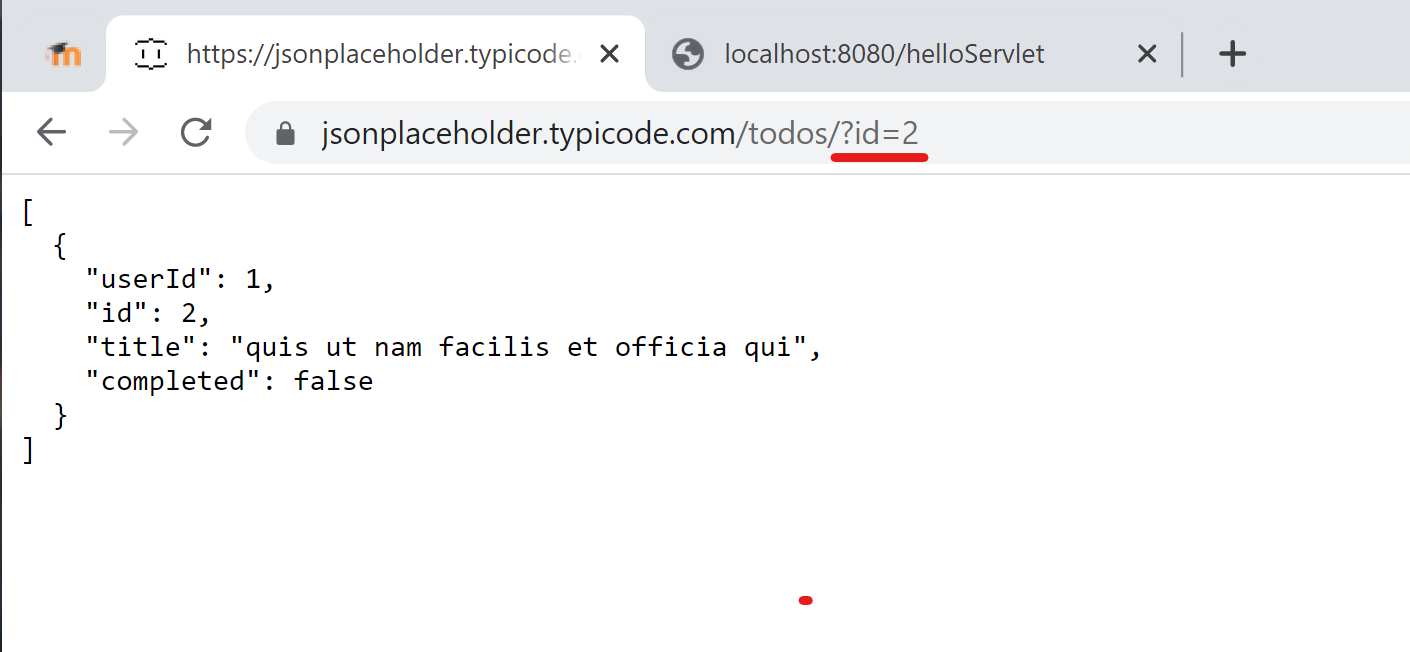 https://jsonplaceholder.typicode.
localhost:8080/helloServlet
jsonplaceholder.typicode.com/todos/?id=2
[
  {
    "userId": 1,
    "id": 2,
    "title": "quis ut nam facilis et officia qui",
    "completed": false
  }
]